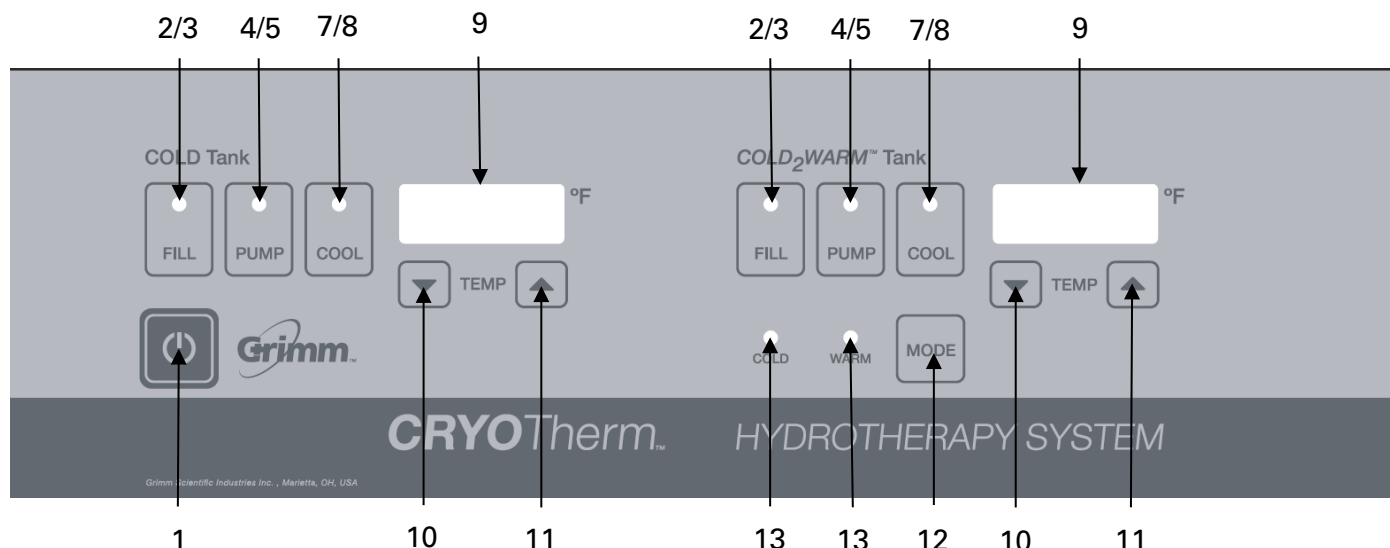 2/3 4/5 7/8 9 2/3 4/5 7/8 9
COLD Tank COLD2WARM™ Tank
°F °F
FILL PUMP COOL FILL PUMP COOL
TEMP TEMP
Grimm™ COLD WARM MODE
CRYOTherm™ HYDROTHERAPY SYSTEM
Grimm Scientific Industries Inc. , Marietta, OH, USA
1 10 11 13 13 12 10 11